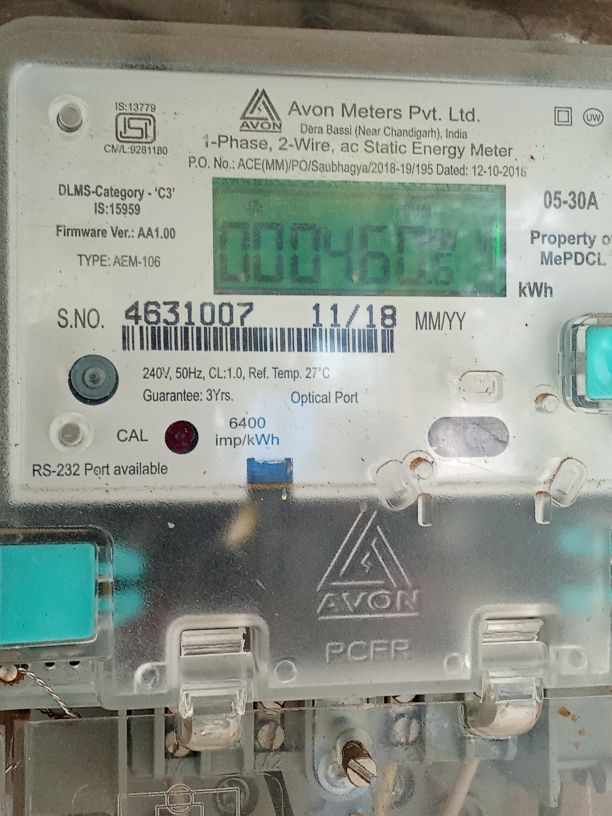 IS:13779
ISI
CM/L:9281180
AVON
Avon Meters Pvt. Ltd.
Dera Bassi (Near Chandigarh), India
UW
1-Phase, 2-Wire, ac Static Energy Meter
P.O. No.: ACE(MM)/PO/Saubhagya/2018-19/195 Dated: 12-10-2018
DLMS-Category - 'C3'
IS:15959
Firmware Ver.: AA1.00
TYPE: AEM-106
000460
05-30A
Property of
MePDCL
kWh
S.NO. 4631007 11/18 MM/YY
240V, 50Hz, CL:1.0, Ref. Temp. 27°C
Guarantee: 3Yrs. Optical Port
CAL
6400
imp/kWh
RS-232 Port available
AVON
PCFR